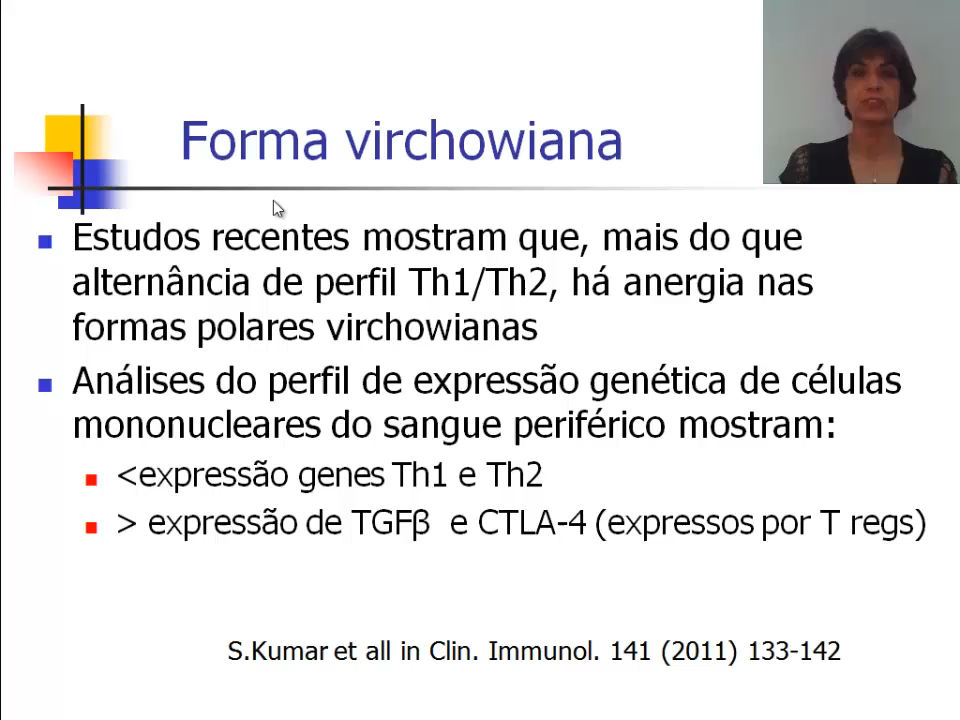 Forma virchowiana
Estudos recentes mostram que, mais do que
alternância de perfil Th1/Th2, há anergia nas
formas polares virchowianas
Análises do perfil de expressão genética de células
mononucleares do sangue periférico mostram:
<expressão genes Th1 e Th2
> expressão de TGFβ e CTLA-4 (expressos por T regs)
S.Kumar et all in Clin. Immunol. 141 (2011) 133-142